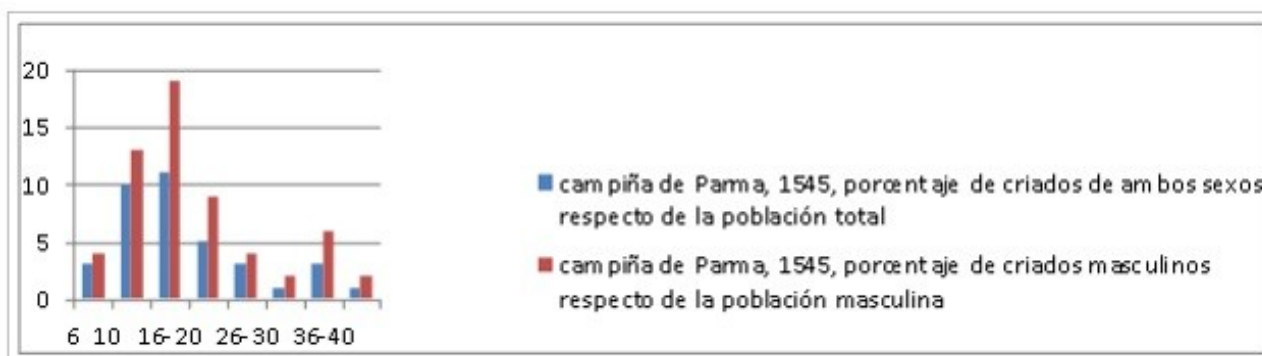 20
15
10
5
0
6 10 16-20 26-30 36-40
campiña de Parma, 1545, porcentaje de criados de ambos sexos
respecto de la población total
campiña de Parma, 1545, porcentaje de criados masculinos
respecto de la población masculina